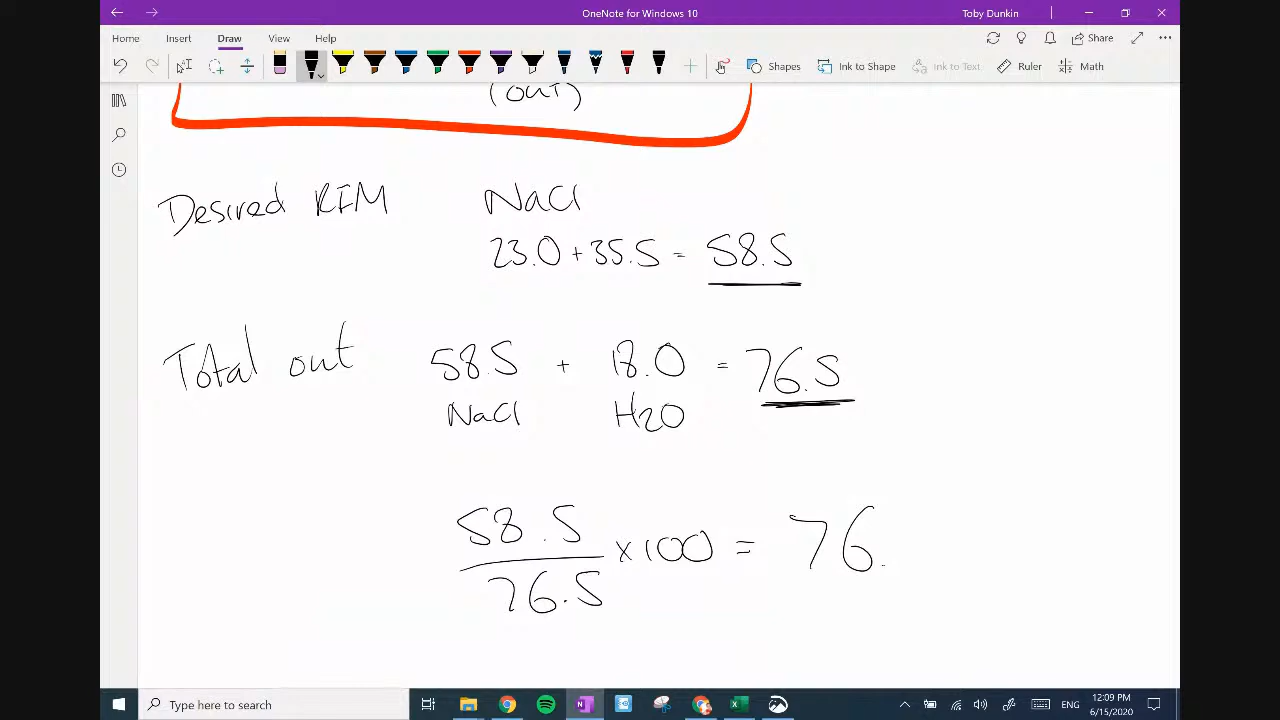 OneNote for Windows 10
Toby Dunkin
Home Insert Draw View Help
Share
Shapes Ink to Shape Ink to Text Ruler Math
(out)
Desired RFM NaCl
23.0 + 35.5 = 58.5
Total out 58.5 + 18.0 = 76.5
NaCl H2O
58.5
76.5
x100 = 76.
Type here to search
ENG
12:09 PM
6/15/2020